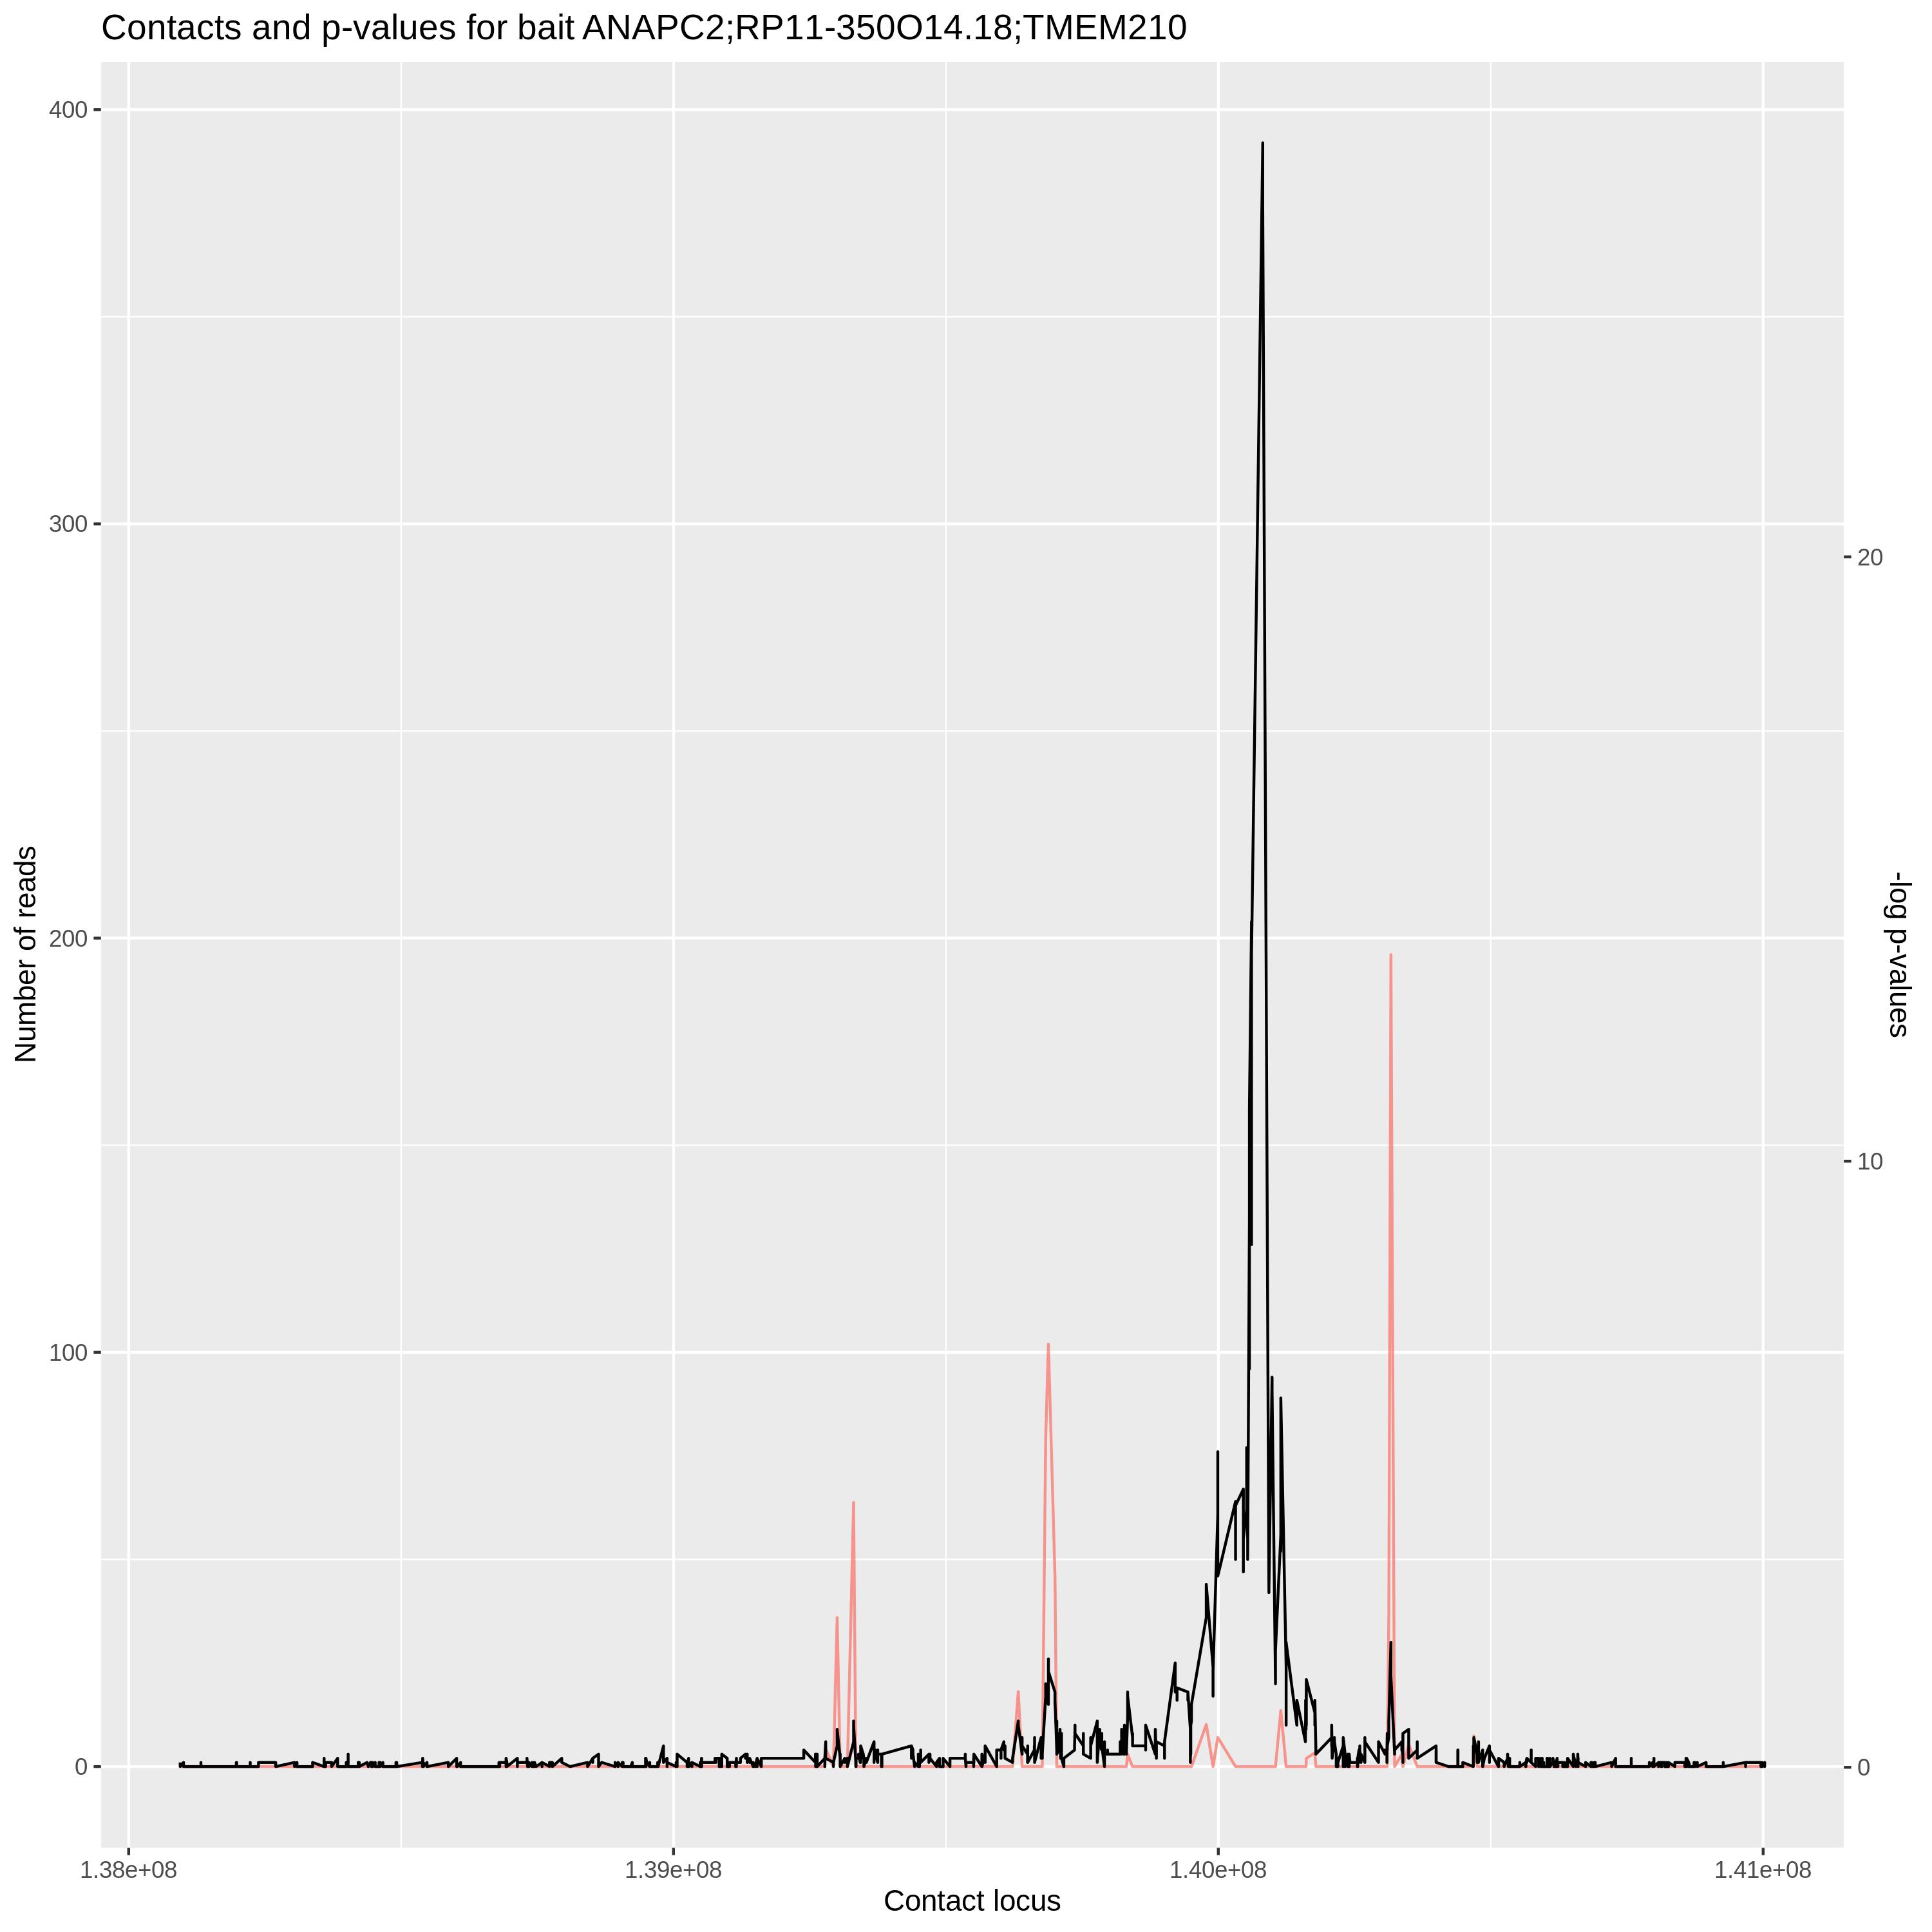 Contacts and p-values for bait ANAPC2;RP11-350O14.18;TMEM210
400
300
200
100
0
Number of reads
20
10
0
-log p-values
1.38e+08
1.39e+08
1.40e+08
1.41e+08
Contact locus